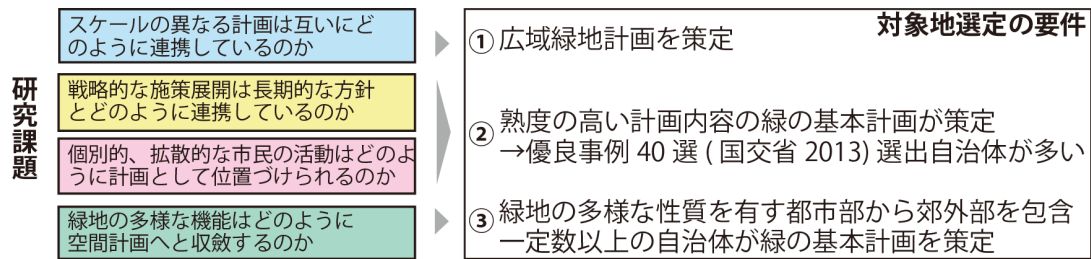 研究課題
スケールの異なる計画は互いにど
のように連携しているのか
戦略的な施策展開は長期的な方針
とどのように連携しているのか
個別的、拡散的な市民の活動はどのよ
うに計画として位置づけられるのか
緑地の多様な機能はどのように
空間計画へと収斂するのか
対象地選定の要件
① 広域緑地計画を策定
② 熟度の高い計画内容の緑の基本計画が策定
→優良事例 40 選 ( 国交省 2013) 選出自治体が多い
③ 緑地の多様な性質を有す都市部から郊外部を包含
一定数以上の自治体が緑の基本計画を策定